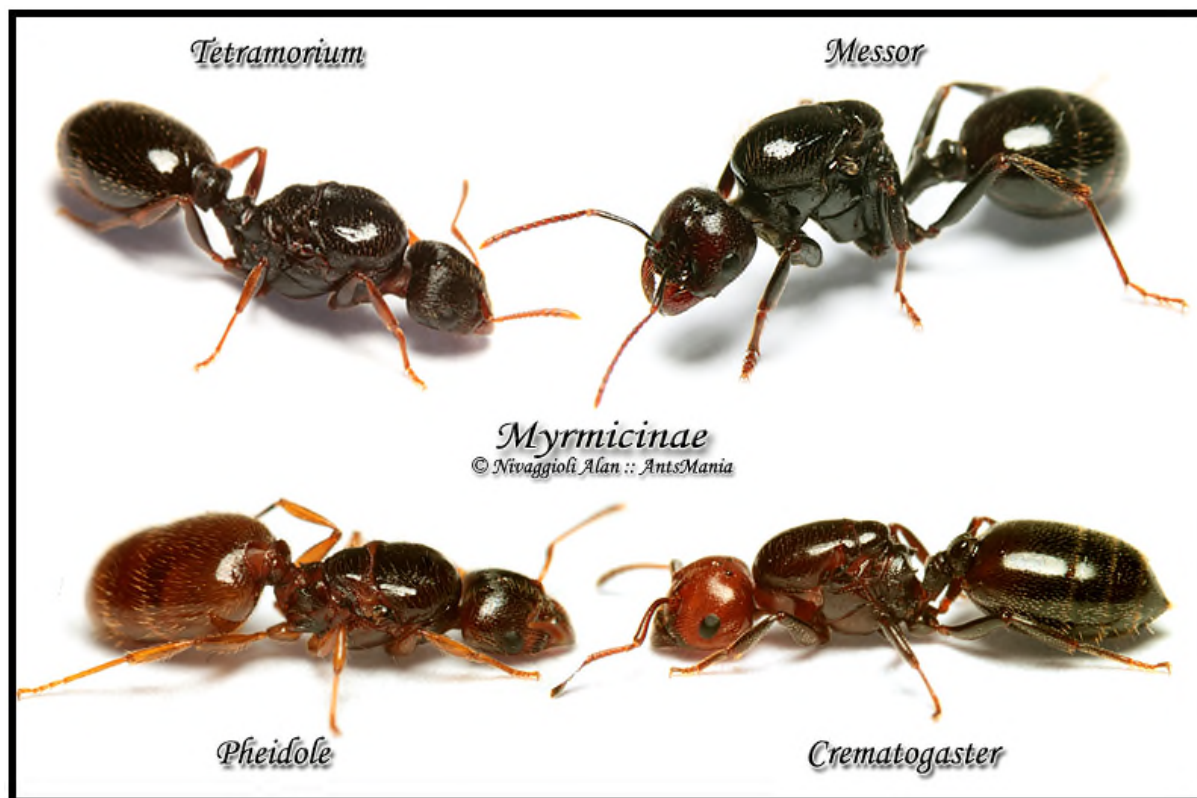 Tetramorium
Messor
Myrmicinae
© Nivaggioli Alan :: AntsMania
Pheidole
Crematogaster